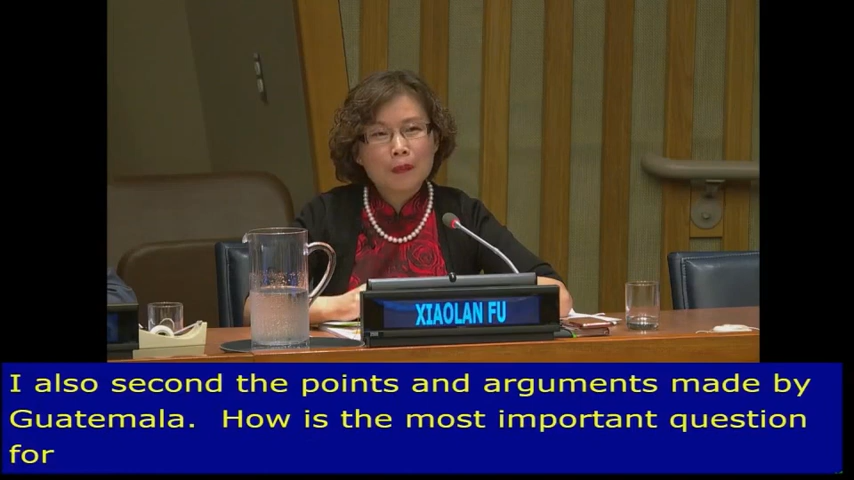 XIAOLAN FU
I also second the points and arguments made by
Guatemala.  How is the most important question
for